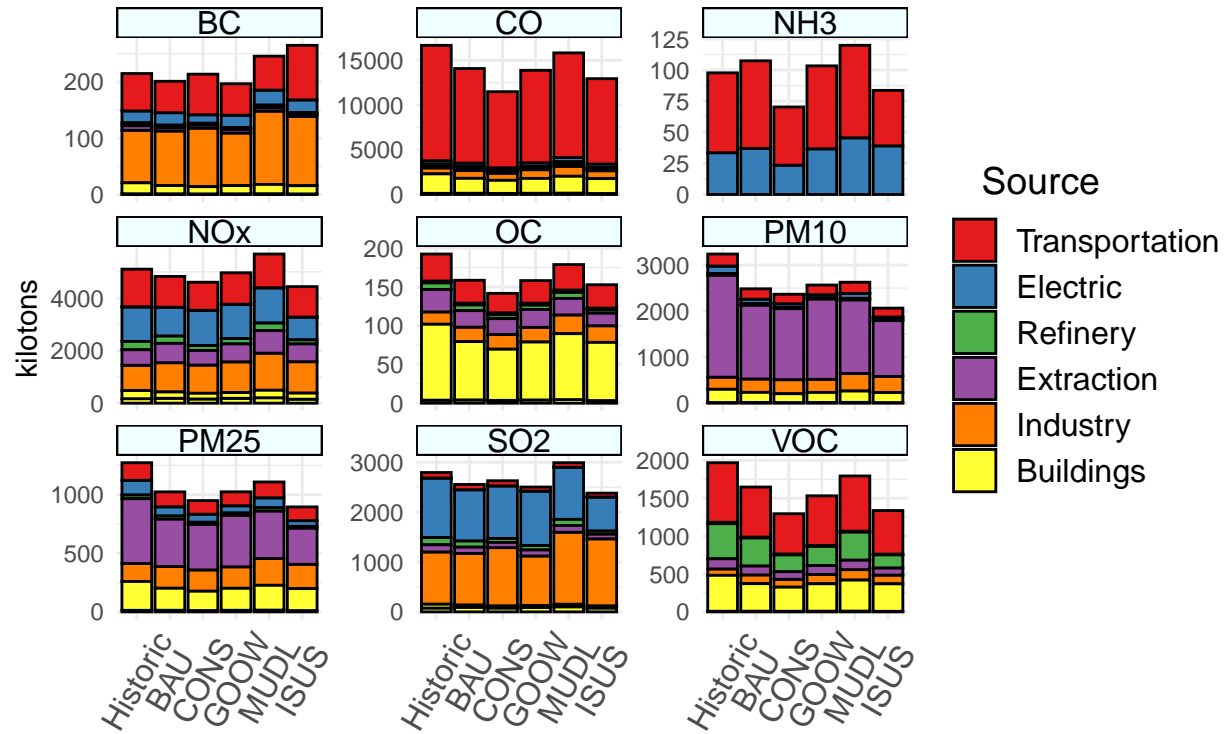 BC
CO
NH3
200
100
0
15000
10000
5000
0
125
100
75
50
25
0
NOx
OC
PM10
4000
2000
0
200
150
100
50
0
3000
2000
1000
0
PM25
SO2
VOC
1000
500
0
3000
2000
1000
0
2000
1500
1000
500
0
kilotons
Historic
BAU
CONS
GOOW
MUDL
ISUS
Historic
BAU
CONS
GOOW
MUDL
ISUS
Historic
BAU
CONS
GOOW
MUDL
ISUS
Source
Transportation
Electric
Refinery
Extraction
Industry
Buildings